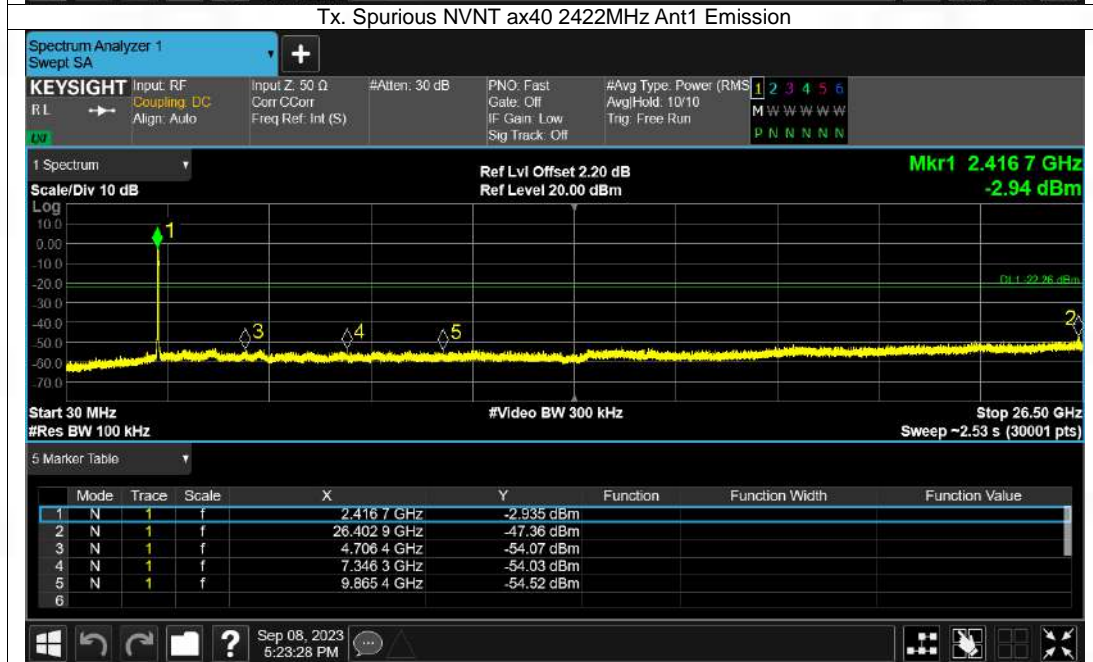 Tx. Spurious NVNT ax40 2422MHz Ant1 Emission
Spectrum Analyzer 1
Swept SA
+
KEYSIGHT Input: RF Input Z: 50 Ω #Atten: 30 dB PNO: Fast #Avg Type: Power (RMS 1 2 3 4 5 6
RL Coupling: DC Corr CCorr Gate: Off Avg|Hold: 10/10 M W W W W W
Align: Auto Freq Ref: Int (S) IF Gain: Low Trig: Free Run
Sig Track: Off P N N N N N
LXI
1 Spectrum Ref Lvl Offset 2.20 dB Mkr1 2.416 7 GHz
Scale/Div 10 dB Ref Level 20.00 dBm -2.94 dBm
Log
10.0
1
0.00
-10.0
-20.0
DL1 -22.26 dBm
-30.0
-40.0
3 4 5 2
-50.0
-60.0
-70.0
Start 30 MHz #Video BW 300 kHz Stop 26.50 GHz
#Res BW 100 kHz Sweep ~2.53 s (30001 pts)
5 Marker Table
Mode Trace Scale X Y Function Function Width Function Value
1 N 1 f 2.416 7 GHz -2.935 dBm
2 N 1 f 26.402 9 GHz -47.36 dBm
3 N 1 f 4.706 4 GHz -54.07 dBm
4 N 1 f 7.346 3 GHz -54.03 dBm
5 N 1 f 9.865 4 GHz -54.52 dBm
6
? Sep 08, 2023
5:23:28 PM